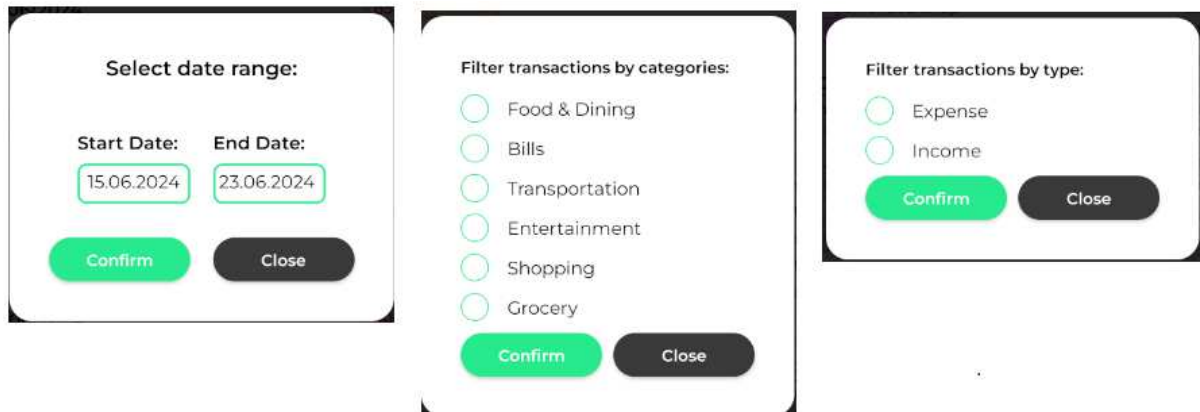 Select date range:
Start Date: End Date:
15.06.2024 23.06.2024
Confirm Close
Filter transactions by categories:
Food & Dining
Bills
Transportation
Entertainment
Shopping
Grocery
Confirm Close
Filter transactions by type:
Expense
Income
Confirm Close
.